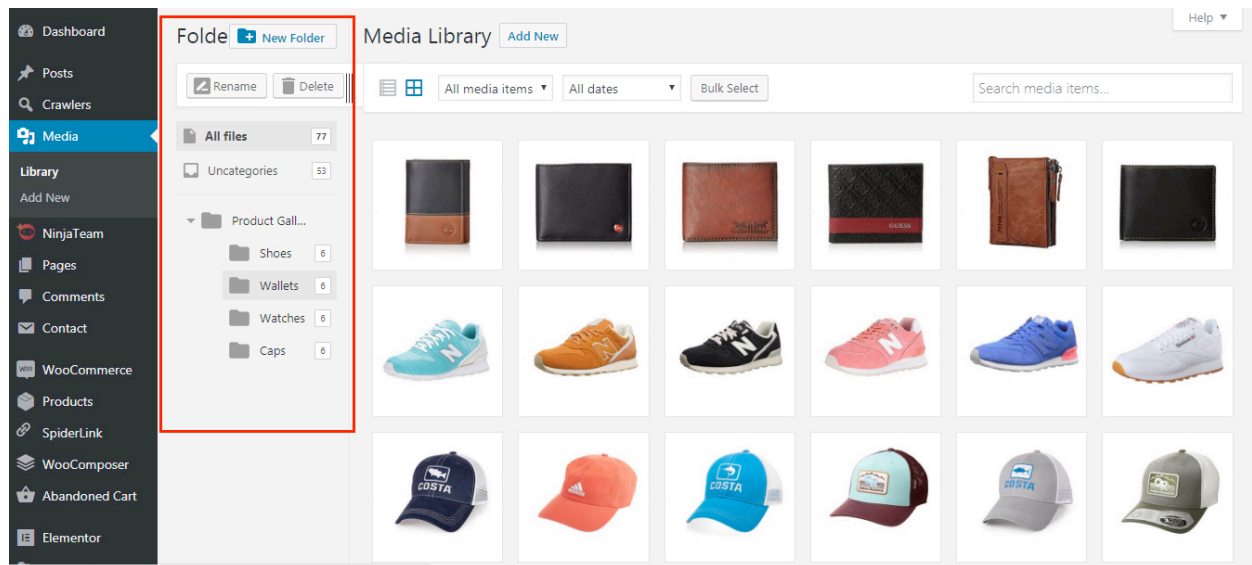 Dashboard
Posts
Crawlers
Media
Library
Add New
NinjaTeam
Pages
Comments
Contact
WOO WooCommerce
Products
SpiderLink
WooComposer
Abandoned Cart
Elementor
Folde New Folder
Rename Delete
All files 77
Uncategories 53
Product Gall...
Shoes 6
Wallets 6
Watches 6
Caps 6
Media Library Add New
Help ▼
All media items ▼ All dates ▼ Bulk Select
Search media items...
GUESS
N
N
N
N
COSTA
adidas
COSTA
COSTA